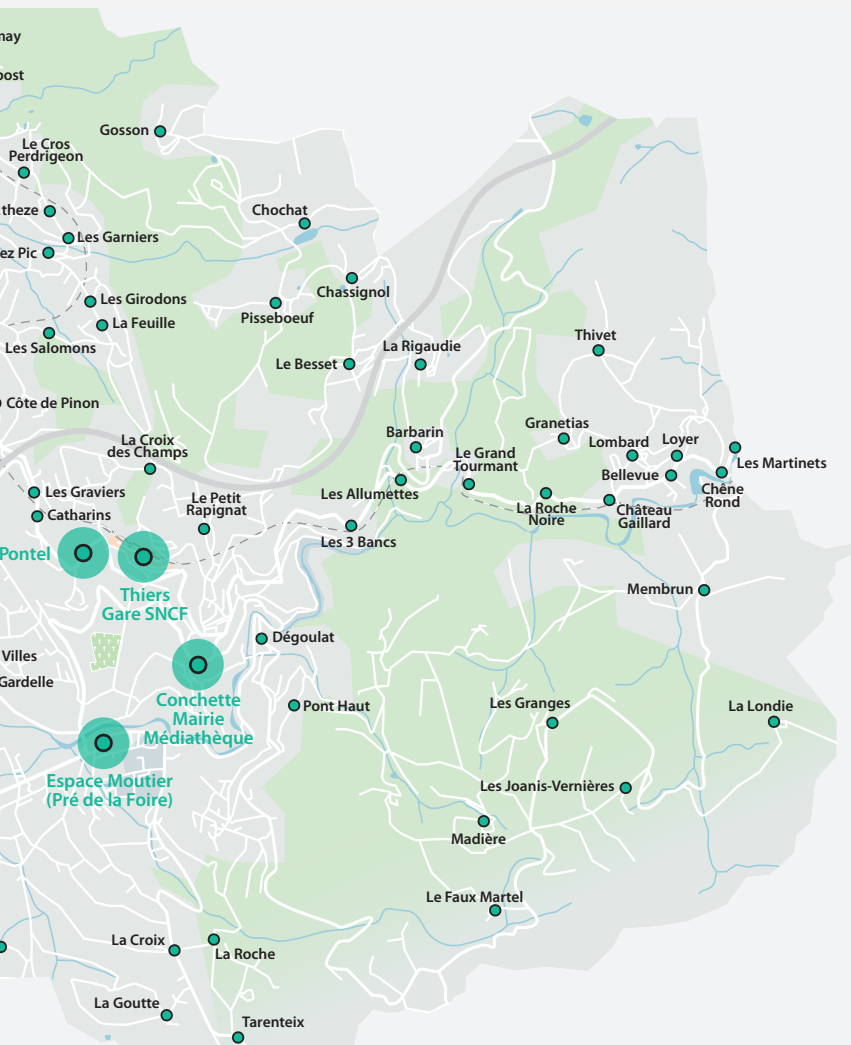 may
post
Gosson
Le Cros
Perdrigeon
theze
Chochat
Les Garniers
ez Pic
Chassignol
Les Girodons
Pisseboeuf
La Feuille
Les Salomons
Thivet
La Rigaudie
Le Besset
Côte de Pinon
Granetias
Barbarin
La Croix
des Champs
Lombard
Loyer
Le Grand
Tourmant
Les Martinets
Bellevue
Les Graviers
Les Allumettes
Chêne
Rond
Le Petit
Rapignat
La Roche
Noire
Château
Gaillard
Catharins
Les 3 Bancs
Pontel
Thiers
Gare SNCF
Membrun
Dégoulat
Villes
Gardelle
Conchette
Mairie
Médiathèque
Pont Haut
Les Granges
La Londie
Espace Moutier
(Pré de la Foire)
Les Joanis-Vernières
Madière
Le Faux Martel
La Croix
La Roche
La Goutte
Tarenteix